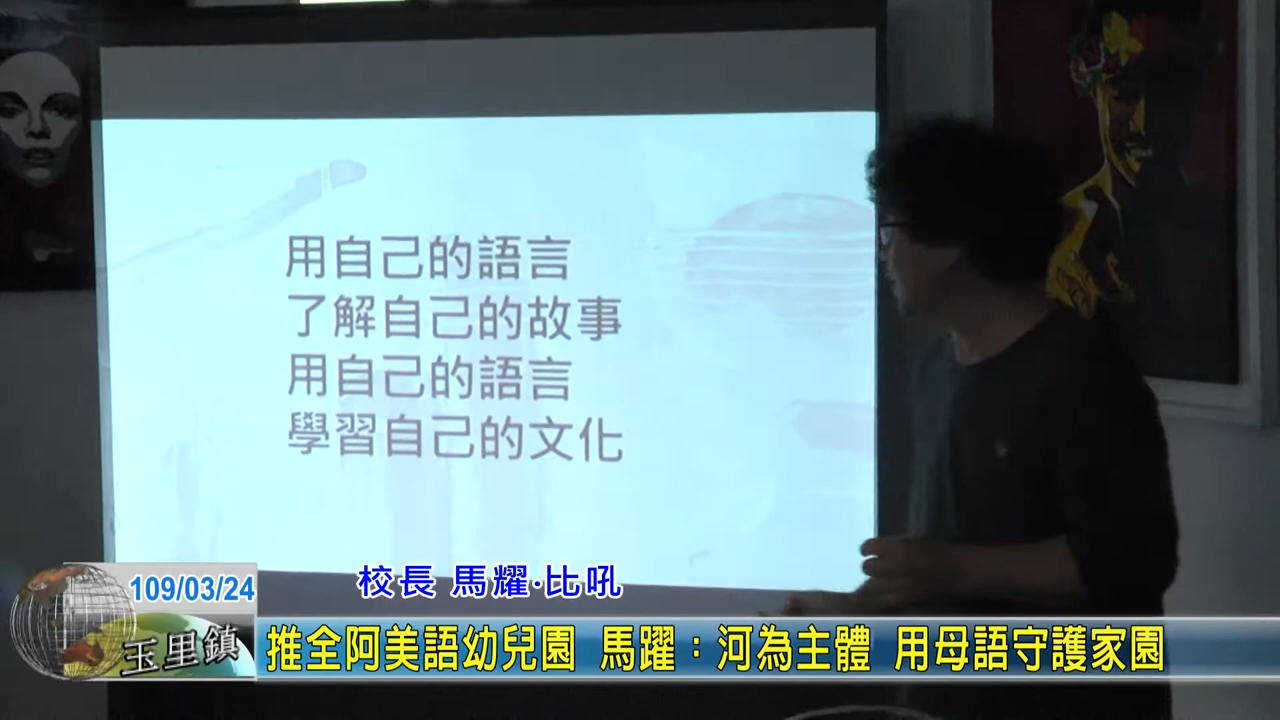 用自己的語言
了解自己的故事
用自己的語言
學習自己的文化
109/03/24
校長 馬耀·比吼
玉里鎮
推全阿美語幼兒園 馬躍：河為主體 用母語守護家園